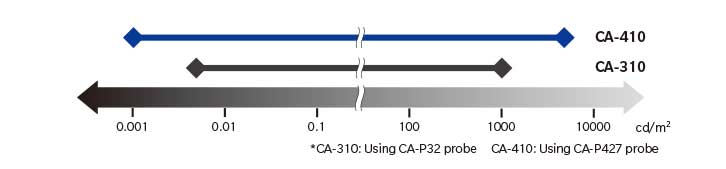 CA-410
CA-310
0.001 0.01 0.1 100 1000 10000 cd/m²
*CA-310: Using CA-P32 probe CA-410: Using CA-P427 probe